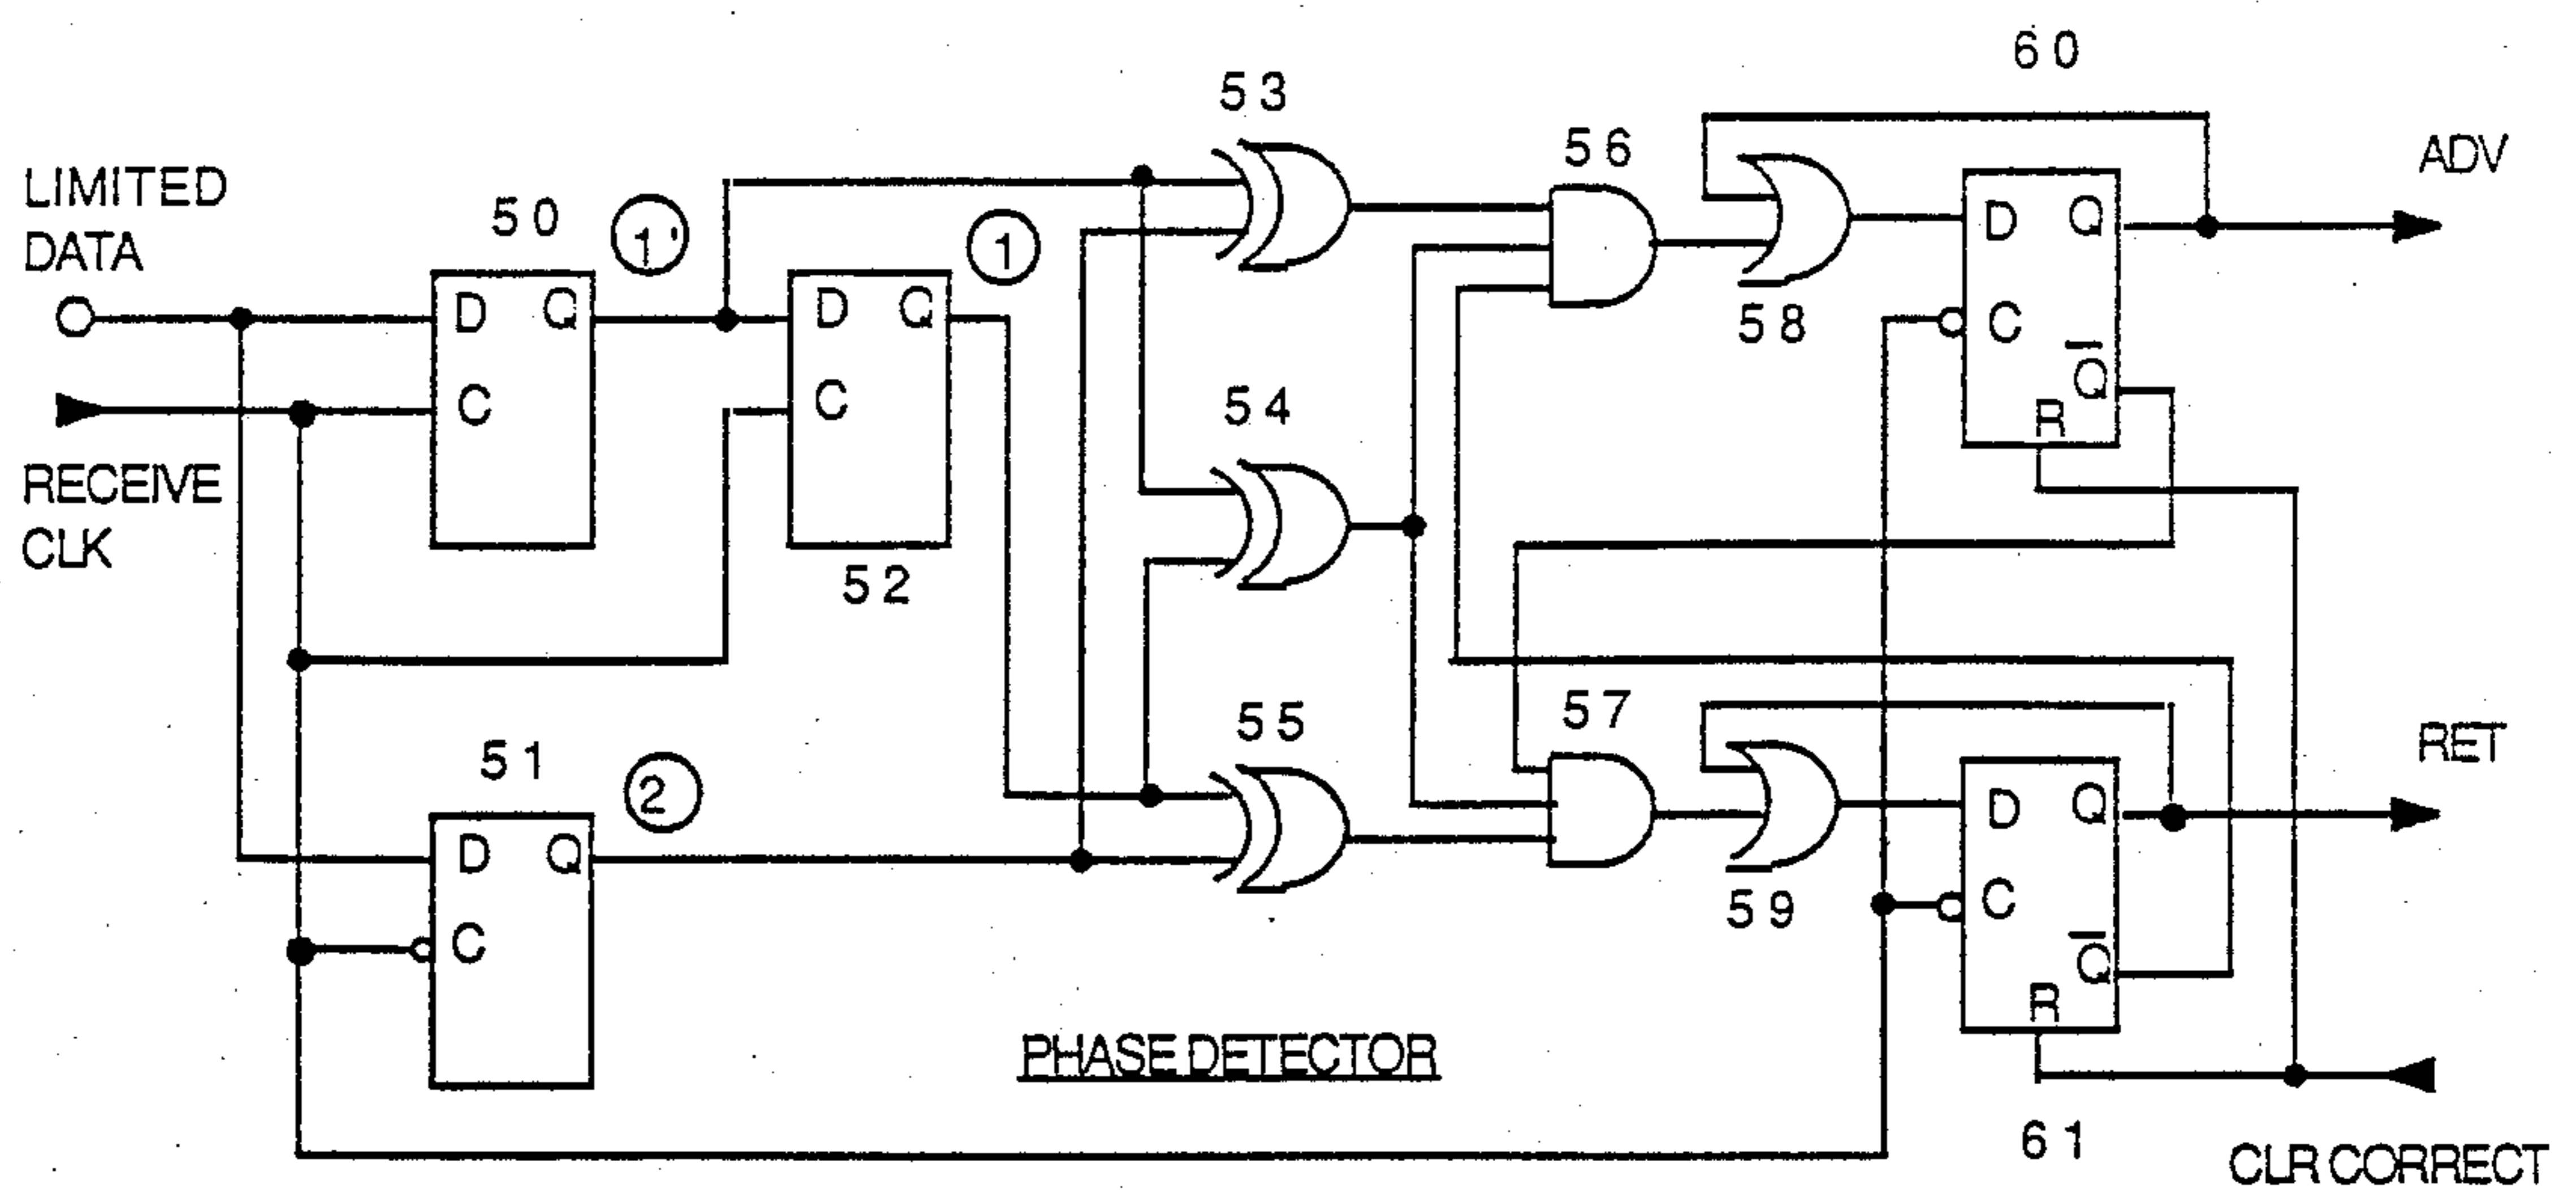 60
53
56
ADV
LIMITED
DATA
50
1'
1
D Q
D Q
D Q
58
C
C
C
Q
R
54
RECEIVE
CLK
52
55
57
RET
51
2
D Q
D Q
59
C
C
Q
R
PHASE DETECTOR
61
CLR CORRECT